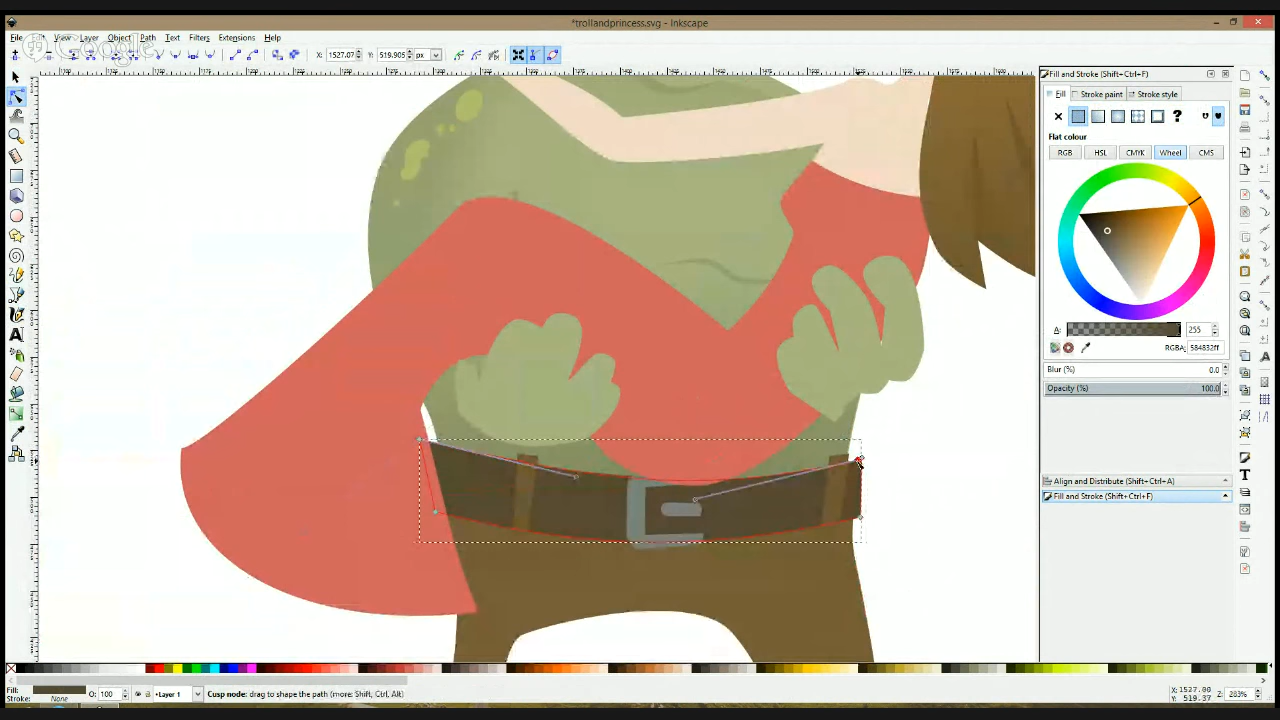 *trollandprincess.svg - Inkscape
File View Layer Object Path Text Filters Extensions Help
Google
X: 1527.07 Y: 519.905 px
Fill and Stroke (Shift+Ctrl+F)
Fill Stroke paint Stroke style
?
Flat colour
RGB HSL CMYK Wheel CMS
A: 255
RGBA: 584832ff
Blur (%) 0.0
Opacity (%) 100.0
Align and Distribute (Shift+Ctrl+A)
Fill and Stroke (Shift+Ctrl+F)
Fill:
Stroke: None
O: 100
Layer 1
Cusp node: drag to shape the path (more: Shift, Ctrl, Alt)
X: 1527.00
Y: 519.37
Z: 283%